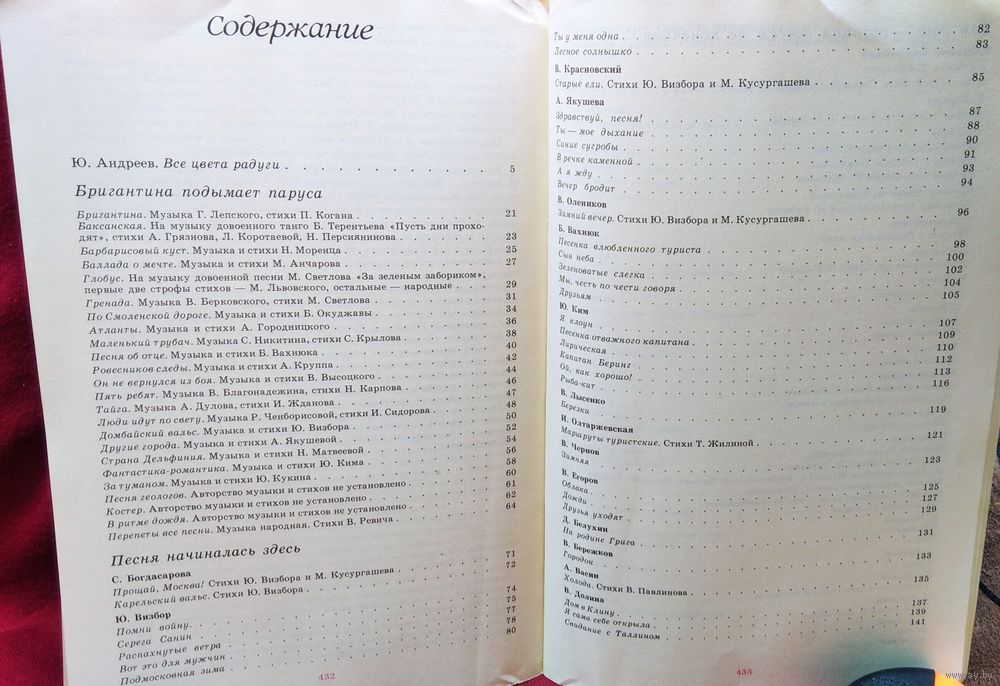 Содержание
Ю. Андреев. Все цвета радуги . . . . . . . . . . 5
Бригантина подымает паруса
Бригантина. Музыка Г. Лепского, стихи П. Когана . . . . . . 21
Баксанская. На музыку довоенного танго Б. Терентьева «Пусть дни прохо-
дят», стихи А. Грязнова, Л. Коротаевой, Н. Персиянинова . . . . 23
Барбарисовый куст. Музыка и стихи Н. Моренца . . . . . . 25
Баллада о мечте. Музыка и стихи М. Анчарова . . . . . . 27
Глобус. На музыку довоенной песни М. Светлова «За зеленым забориком»,
первые две строфы стихов — М. Львовского, остальные — народные . 29
Гренада. Музыка В. Берковского, стихи М. Светлова . . . . . 31
По Смоленской дороге. Музыка и стихи Б. Окуджавы . . . . . 34
Атланты. Музыка и стихи А. Городницкого . . . . . . 36
Маленький трубач. Музыка С. Никитина, стихи С. Крылова . . . . 38
Песня об отце. Музыка и стихи Б. Вахнюка . . . . . . 40
Ровесников следы. Музыка и стихи А. Круппа . . . . . . 42
Он не вернулся из боя. Музыка и стихи В. Высоцкого . . . . 44
Пять ребят. Музыка В. Благонадежина, стихи Н. Карпова . . . . 46
Тайга. Музыка А. Дулова, стихи И. Жданова . . . . . . 47
Люди идут по свету. Музыка Р. Ченборисовой, стихи И. Сидорова . . 48
Домбайский вальс. Музыка и стихи Ю. Визбора . . . . . . 50
Другие города. Музыка и стихи А. Якушевой . . . . . . 52
Страна Дельфиния. Музыка и стихи Н. Матвеевой . . . . . 54
Фантастика-романтика. Музыка и стихи Ю. Кима . . . . . 56
За туманом. Музыка и стихи Ю. Кукина . . . . . . . 58
Песня геологов. Авторство музыки и стихов не установлено . . . . 60
Костер. Авторство музыки и стихов не установлено . . . . . 61
В ритме дождя. Авторство музыки и стихов не установлено . . . . 62
Перепеты все песни. Музыка народная. Стихи В. Ревича . . . . 64
Песня начиналась здесь
С. Богдасарова
Прощай, Москва! Стихи Ю. Визбора и М. Кусургашева . . . . . 71
Карельский вальс. Стихи Ю. Визбора . . . . . . . 72
Ю. Визбор
Помни войну. . . . . . . . . . . 74
Серега Санин . . . . . . . . . . 75
Распахнутые ветра . . . . . . . . . . 77
Вот это для мужчин . . . . . . . . . . 78
Подмосковная зима . . . . . . . . . . 80
432
Ты у меня одна . . . . . . . . . . 82
Лесное солнышко . . . . . . . . . . 83
В. Красновский
Старые ели. Стихи Ю. Визбора и М. Кусургашева . . . . . . 85
А. Якушева
Здравствуй, песня! . . . . . . . . . . 87
Ты — мое дыхание . . . . . . . . . . 88
Синие сугробы . . . . . . . . . . 90
В речке каменной . . . . . . . . . . 91
А я жду . . . . . . . . . . 93
Вечер бродит . . . . . . . . . . 94
В. Олеников
Зимний вечер. Стихи Ю. Визбора и М. Кусургашева . . . . . . 96
Б. Вахнюк
Песенка влюбленного туриста . . . . . . . . . . 98
Сын неба . . . . . . . . . . 100
Зеленоватые слегка . . . . . . . . . . 102
Мы, честь по чести говоря . . . . . . . . . . 104
Друзьям . . . . . . . . . . 105
Ю. Ким
Я клоун . . . . . . . . . . 107
Песенка отважного капитана . . . . . . . . . . 109
Лирическая . . . . . . . . . . 110
Капитан Беринг . . . . . . . . . . 112
Ой, как хорошо! . . . . . . . . . . 113
Рыба-кит . . . . . . . . . . 116
В. Лысенко
Березки . . . . . . . . . . 119
И. Олтаржевская
Маршруты туристские. Стихи Т. Жилиной . . . . . . . 121
В. Чернов
Зимняя . . . . . . . . . . 123
В. Егоров
Облака . . . . . . . . . . 125
Дожди . . . . . . . . . . 127
Друзья уходят . . . . . . . . . . 129
Д. Белухин
На родине Грига . . . . . . . . . . 131
В. Бережков
Городок . . . . . . . . . . 133
А. Васин
Холода. Стихи В. Павлинова . . . . . . . . 135
В. Долина
Дом в Клину . . . . . . . . . . 137
Я сама себе открыла . . . . . . . . . . 139
Свидание с Таллином . . . . . . . . . . 141
433
www.ay.by